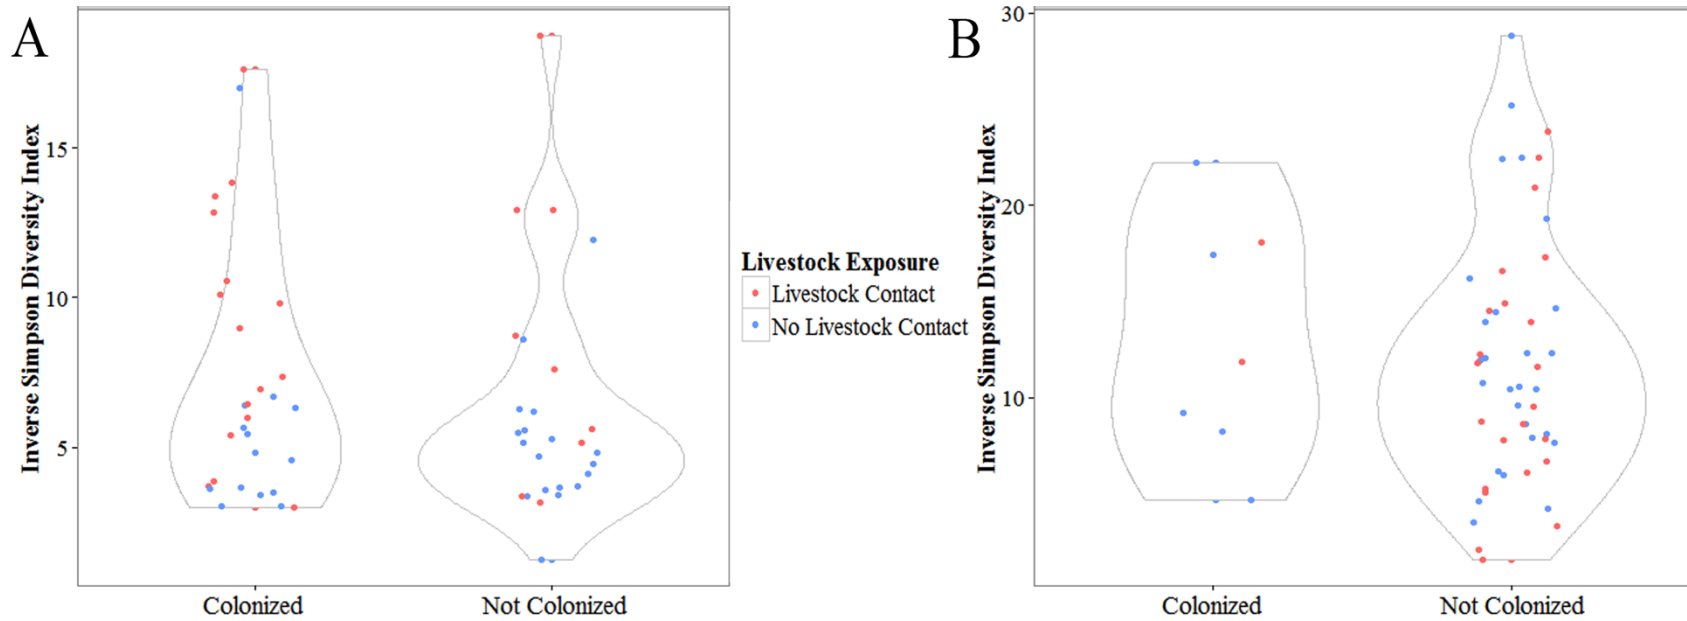 A
Inverse Simpson Diversity Index
15
10
5
Colonized
Not Colonized
Livestock Exposure
Livestock Contact
No Livestock Contact
B
Inverse Simpson Diversity Index
30
20
10
Colonized
Not Colonized